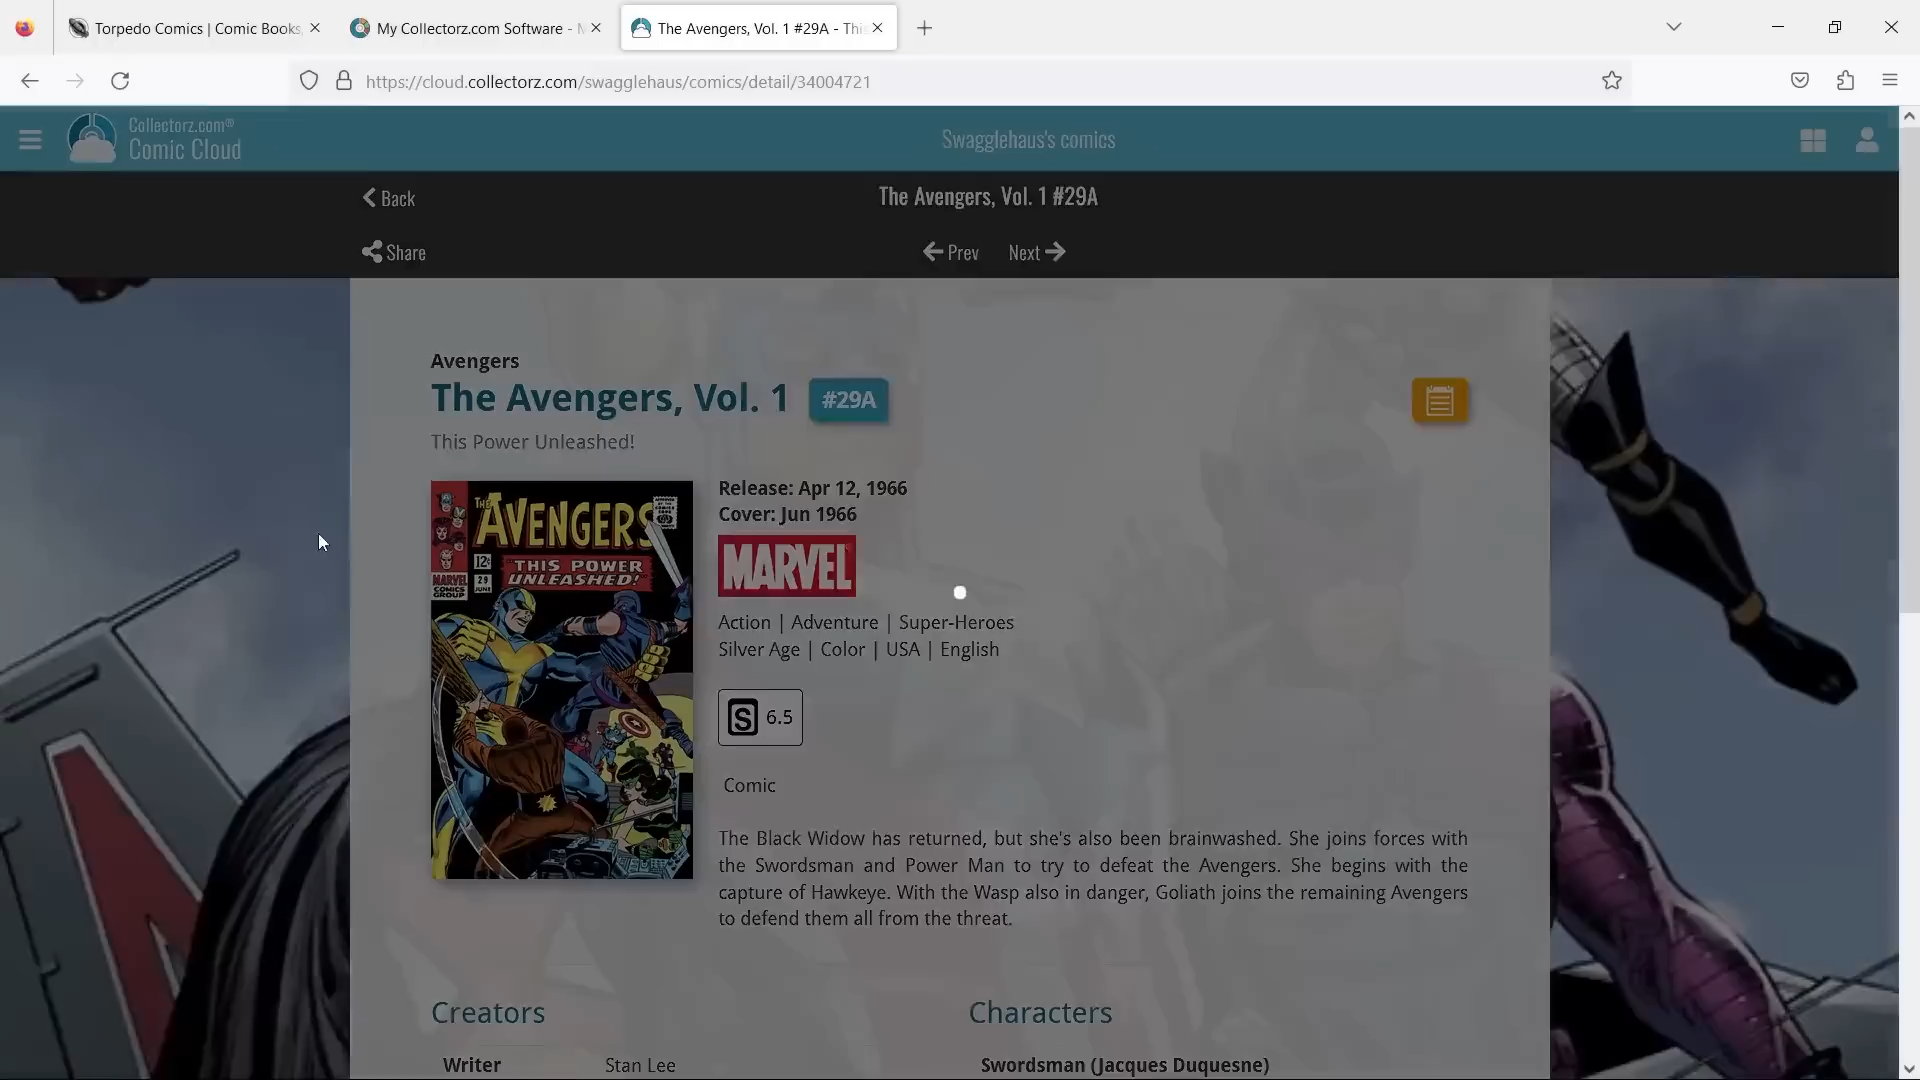 Torpedo Comics | Comic Books,
My Collectorz.com Software - M
The Avengers, Vol. 1 #29A - This
https://cloud.collectorz.com/swagglehaus/comics/detail/34004721
Collectorz.com®
Comic Cloud
Swagglehaus's comics
Back
The Avengers, Vol. 1 #29A
Share
Prev
Next
Avengers
The Avengers, Vol. 1
#29A
This Power Unleashed!
Release: Apr 12, 1966
Cover: Jun 1966
MARVEL
Action | Adventure | Super-Heroes
Silver Age | Color | USA | English
S 6.5
Comic
THE AVENGERS
12¢
29
JUNE
MARVEL
COMICS
GROUP
"THIS POWER
UNLEASHED!"
The Black Widow has returned, but she's also been brainwashed. She joins forces with
the Swordsman and Power Man to try to defeat the Avengers. She begins with the
capture of Hawkeye. With the Wasp also in danger, Goliath joins the remaining Avengers
to defend them all from the threat.
Creators
Characters
Writer
Stan Lee
Swordsman (Jacques Duquesne)